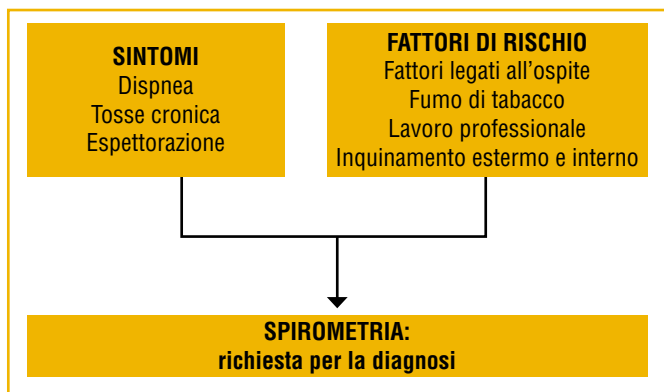 SINTOMI
Dispnea
Tosse cronica
Espettorazione
FATTORI DI RISCHIO
Fattori legati all'ospite
Fumo di tabacco
Lavoro professionale
Inquinamento estermo e interno
SPIROMETRIA:
richiesta per la diagnosi